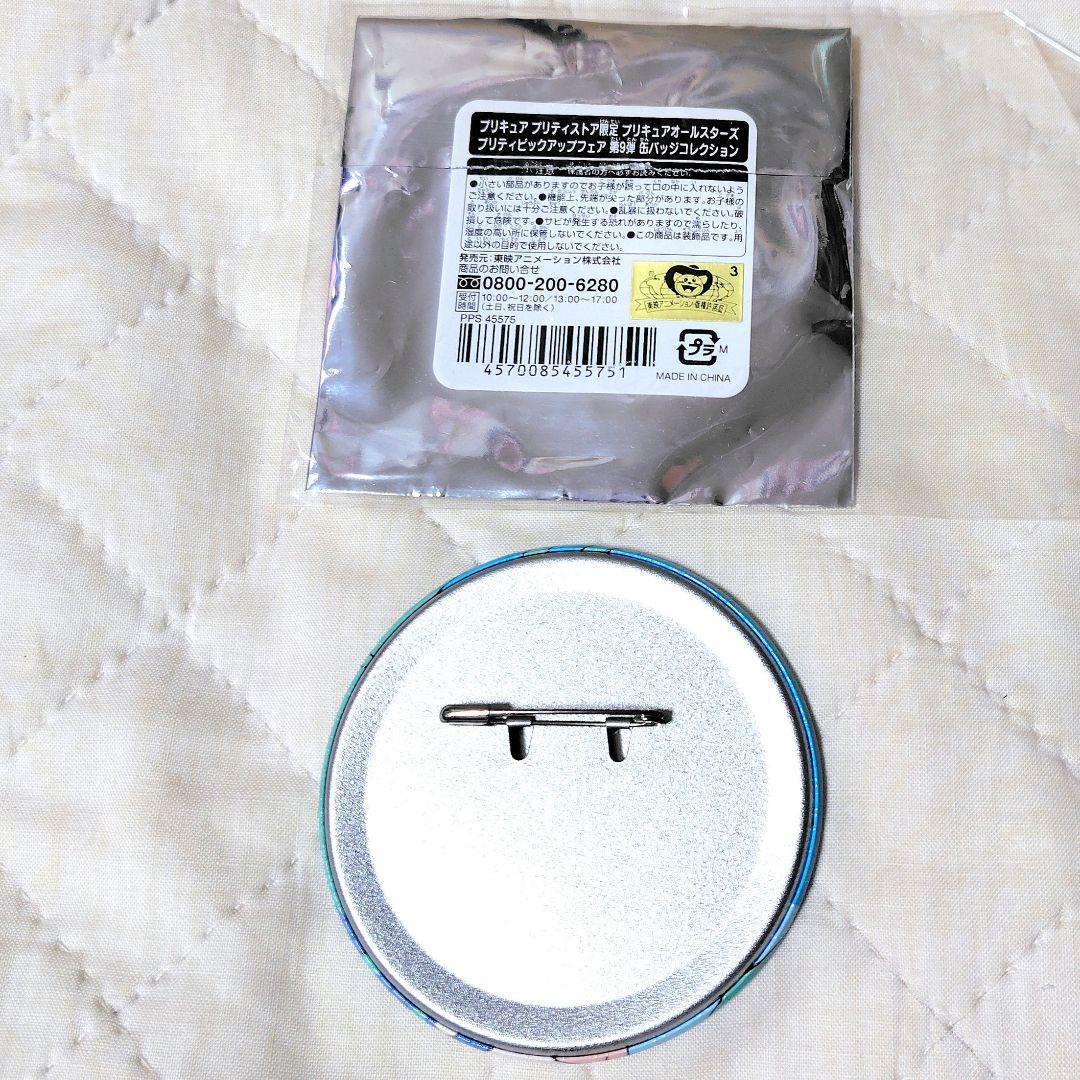 プリキュア プリティストア限定 プリキュアオールスターズ
プリティピックアップフェア 第9弾 缶バッジコレクション
注意 保護者の方へ必ずお読みください。
●小さい部品がありますのでお子様が誤って口の中に入れないよう
ご注意ください。●機能上、先端が尖った部分があります。お子様の
取り扱いには十分ご注意ください。●乱暴に扱わないでください。破
損して危険です。●サビが発生する恐れがありますので濡らしたり、
湿度の高い所に保管しないでください。●この商品は装飾品です。用
途以外の目的で使用しないでください。
発売元:東映アニメーション株式会社
商品のお問い合せ
0800-200-6280
受付時間 10:00～12:00/13:00～17:00
(土日、祝日を除く)
PPS 45575
4570085455751
3
東映アニメーション版権許諾証
プラ M
MADE IN CHINA